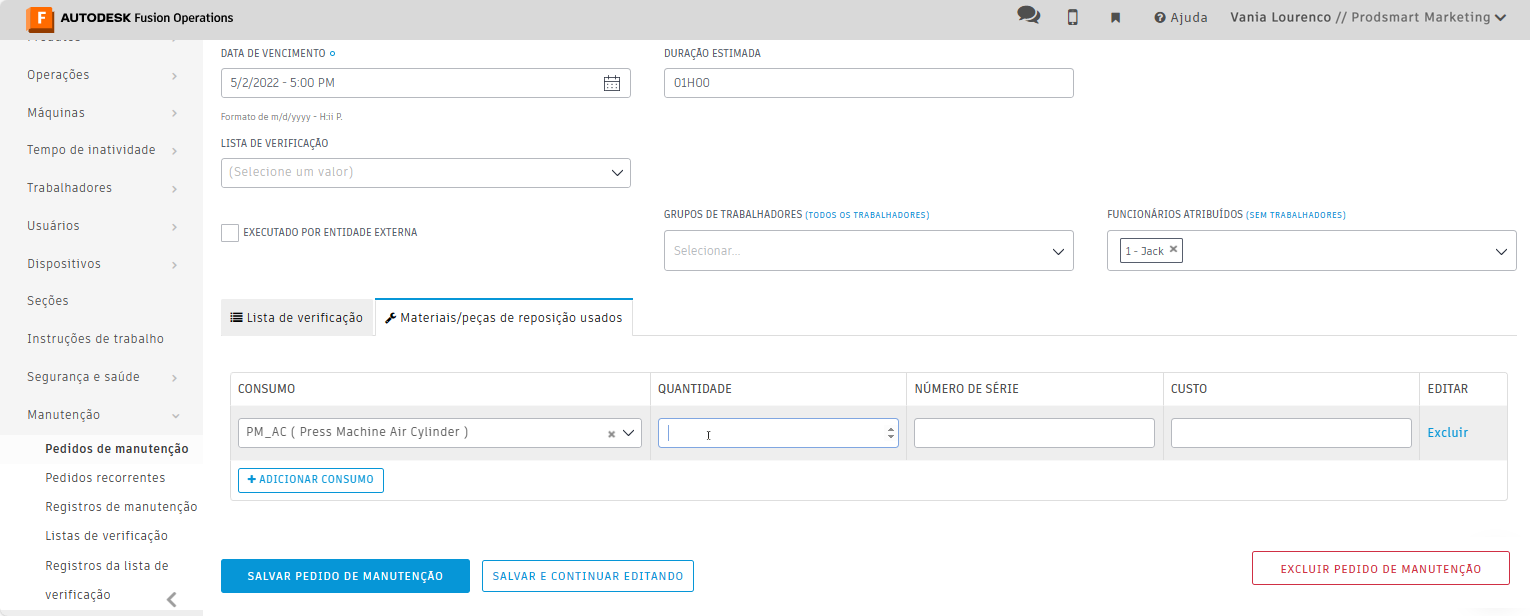 F AUTODESK Fusion Operations
Ajuda
Vania Lourenco // Prodsmart Marketing
Produtos
Operações
Máquinas
Tempo de inatividade
Trabalhadores
Usuários
Dispositivos
Seções
Instruções de trabalho
Segurança e saúde
Manutenção
Pedidos de manutenção
Pedidos recorrentes
Registros de manutenção
Listas de verificação
Registros da lista de
verificação
DATA DE VENCIMENTO
5/2/2022 - 5:00 PM
Formato de m/d/yyyy - H:ii P.
DURAÇÃO ESTIMADA
01H00
LISTA DE VERIFICAÇÃO
(Selecione um valor)
EXECUTADO POR ENTIDADE EXTERNA
GRUPOS DE TRABALHADORES (TODOS OS TRABALHADORES)
Selecionar...
FUNCIONÁRIOS ATRIBUÍDOS (SEM TRABALHADORES)
1 - Jack
Lista de verificação
Materiais/peças de reposição usados
CONSUMO QUANTIDADE NÚMERO DE SÉRIE CUSTO EDITAR
PM_AC ( Press Machine Air Cylinder )
Excluir
+ ADICIONAR CONSUMO
SALVAR PEDIDO DE MANUTENÇÃO
SALVAR E CONTINUAR EDITANDO
EXCLUIR PEDIDO DE MANUTENÇÃO